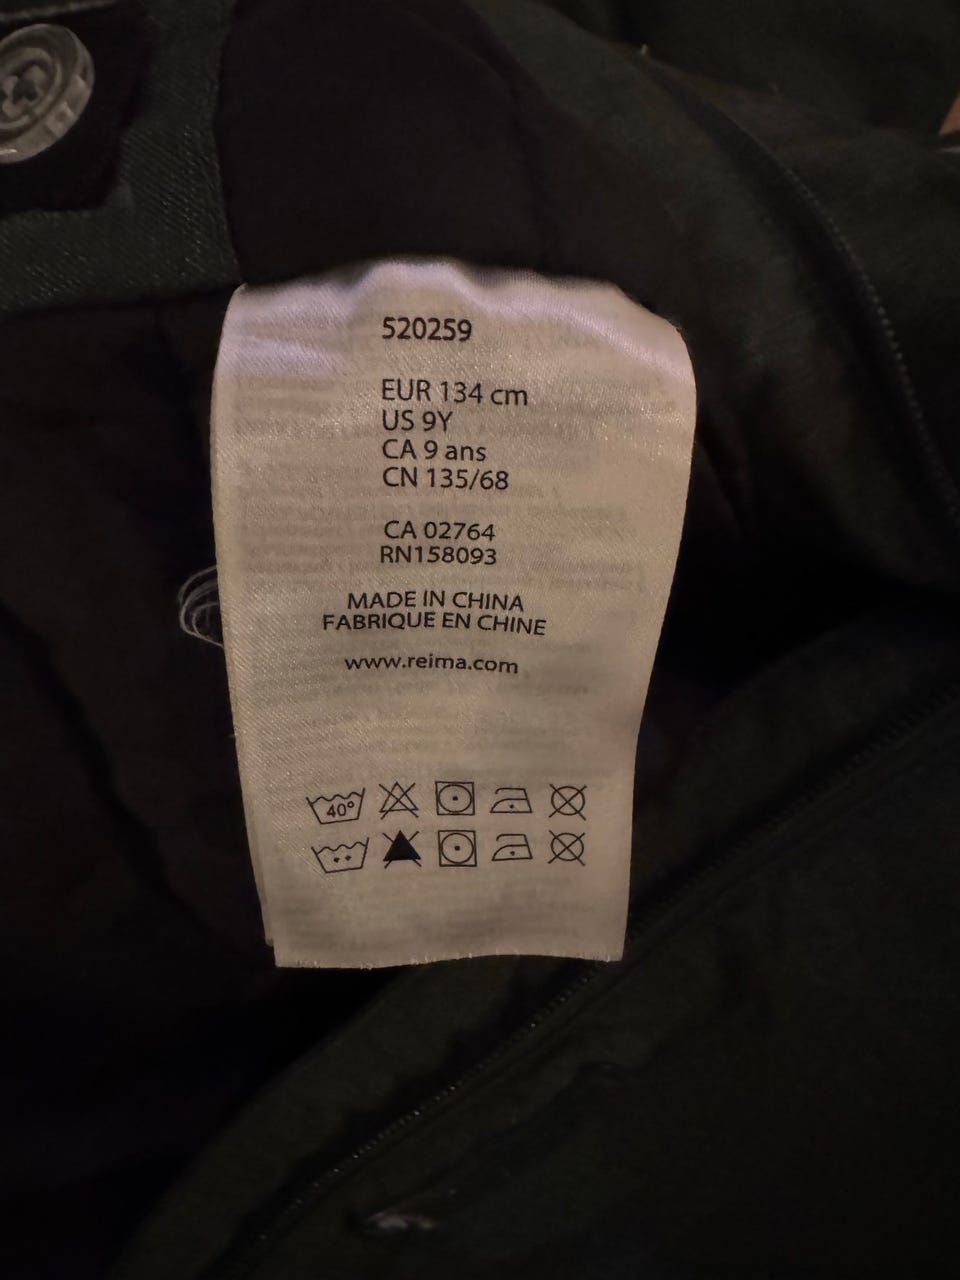 520259
EUR 134 cm
US 9Y
CA 9 ans
CN 135/68
CA 02764
RN158093
MADE IN CHINA
FABRIQUE EN CHINE
www.reima.com
40°